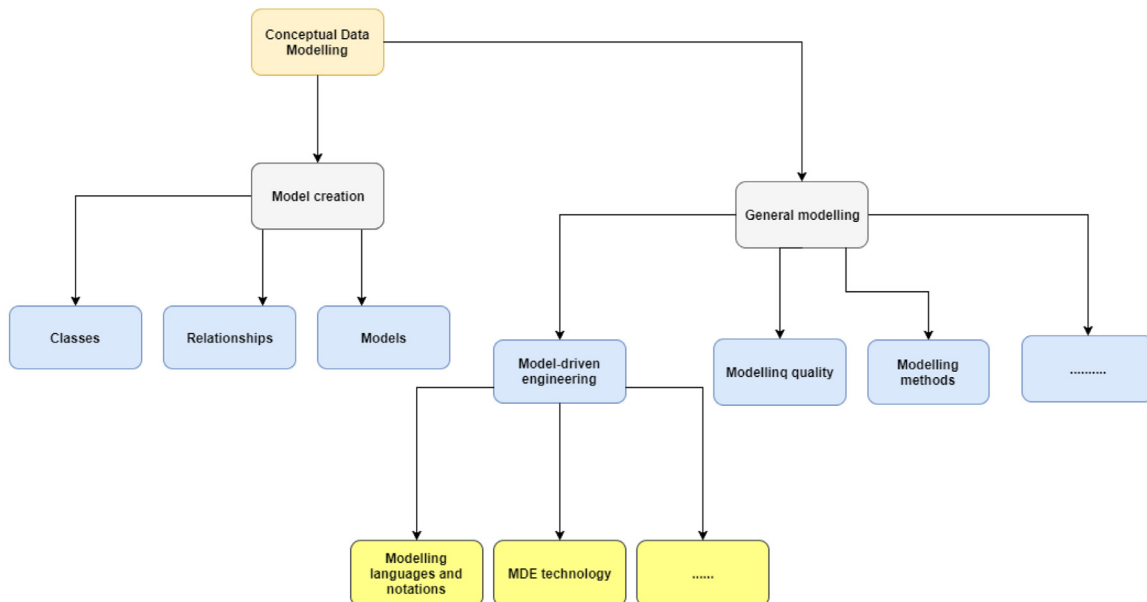 Conceptual Data
Modelling
Model creation
General modelling
Classes
Relationships
Models
Model-driven
engineering
Modellinq quality
Modelling
methods
..........
Modelling
languages and
notations
MDE technology
......